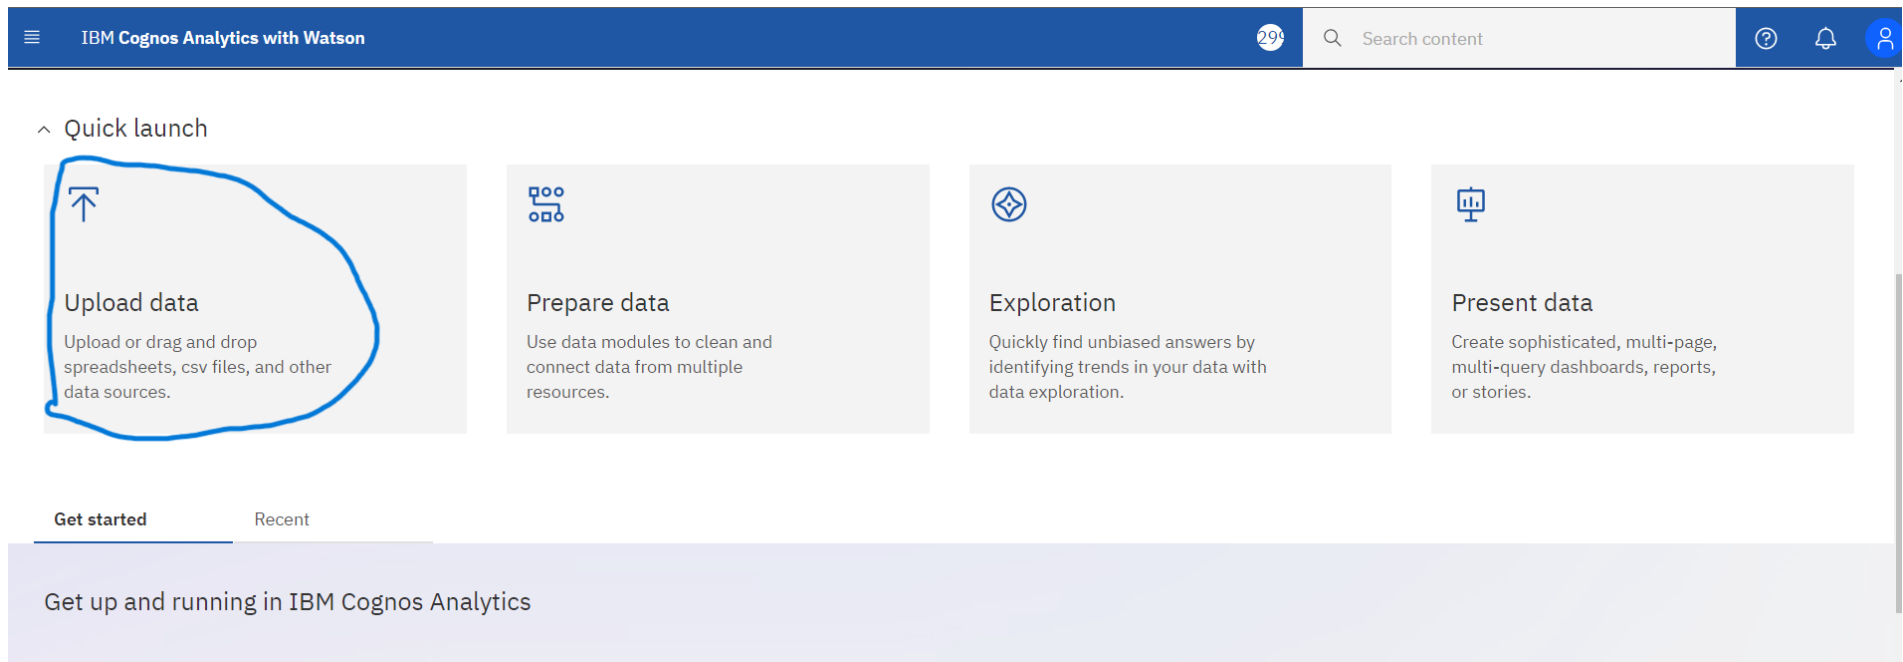 IBM Cognos Analytics with Watson
299
Search content
Quick launch
Upload data
Upload or drag and drop
spreadsheets, csv files, and other
data sources.
Prepare data
Use data modules to clean and
connect data from multiple
resources.
Exploration
Quickly find unbiased answers by
identifying trends in your data with
data exploration.
Present data
Create sophisticated, multi-page,
multi-query dashboards, reports,
or stories.
Get started
Recent
Get up and running in IBM Cognos Analytics